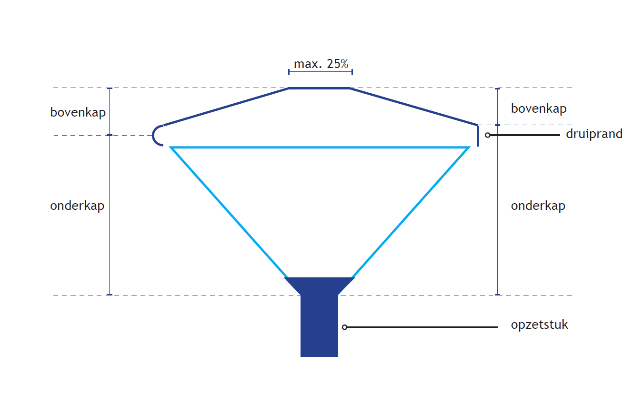 max. 25%
bovenkap
bovenkap
druiprand
onderkap
onderkap
opzetstuk